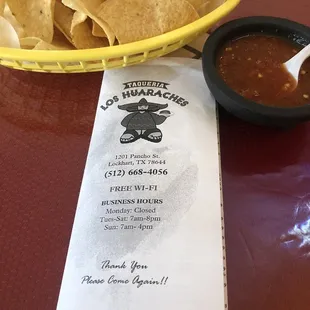 TAQUERIA
LOS HUARACHES
1201 Pancho St.
Lockhart, TX 78644
(512) 668-4056
FREE WI-FI
BUSINESS HOURS
Monday: Closed
Tues-Sat: 7am-8pm
Sun: 7am- 4pm
Thank You
Please Come Again!!